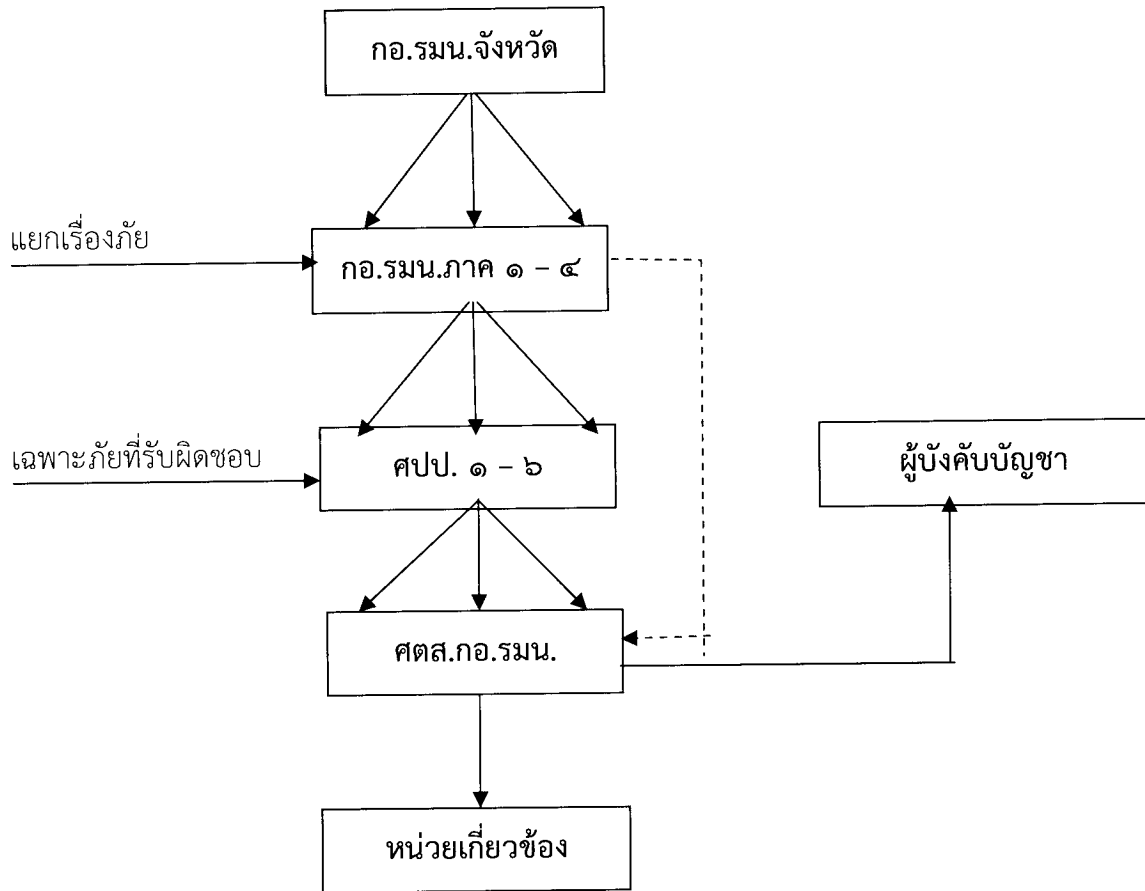 กอ.รมน.จังหวัด
แยกเรื่องภัย
กอ.รมน.ภาค ๑ – ๔
เฉพาะภัยที่รับผิดชอบ
ศปป. ๑ – ๖
ผู้บังคับบัญชา
ศตส.กอ.รมน.
หน่วยเกี่ยวข้อง